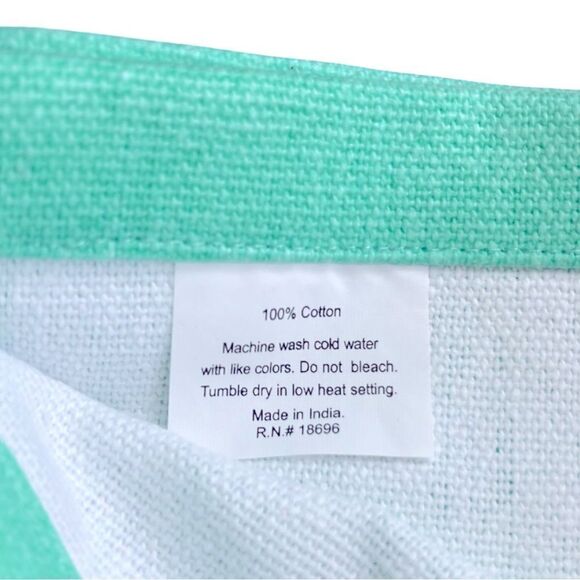 100% Cotton
Machine wash cold water
with like colors. Do not bleach.
Tumble dry in low heat setting.
Made in India.
R.N.# 18696